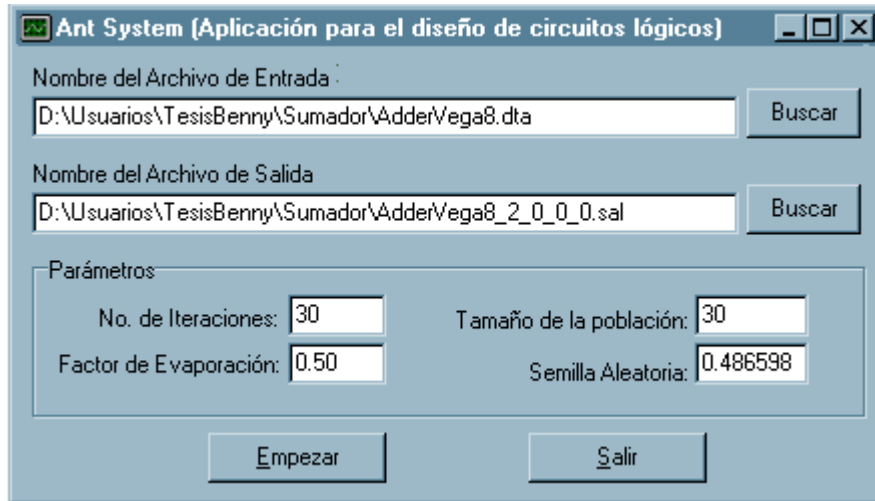 Ant System (Aplicación para el diseño de circuitos lógicos)
Nombre del Archivo de Entrada :
D:\Usuarios\TesisBenny\Sumador\AdderVega8.dta
Buscar
Nombre del Archivo de Salida
D:\Usuarios\TesisBenny\Sumador\AdderVega8_2_0_0_0.sal
Buscar
Parámetros
No. de Iteraciones: 30
Tamaño de la población: 30
Factor de Evaporación: 0.50
Semilla Aleatoria: 0.486598
Empezar
Salir